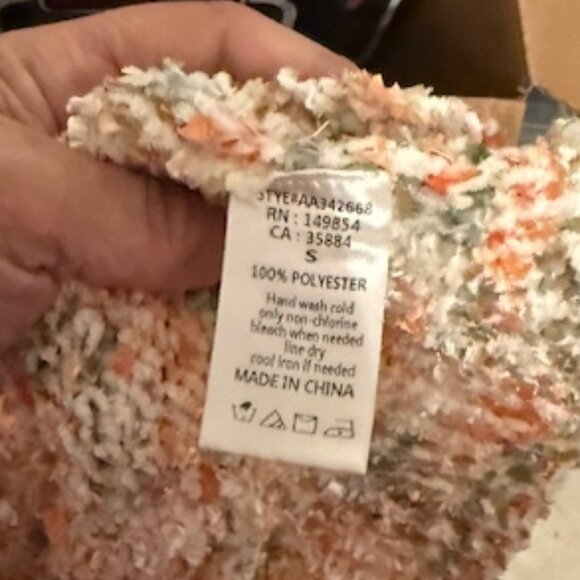 STYE#AA342668
RN : 149854
CA : 35884
S
100% POLYESTER
Hand wash cold
only non-chlorine
bleach when needed
line dry
cool iron if needed
MADE IN CHINA